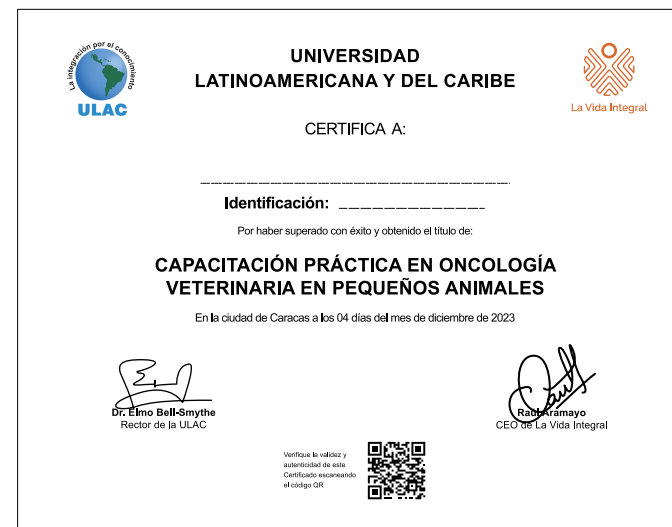 La integración por el conocimiento
ULAC
UNIVERSIDAD
LATINOAMERICANA Y DEL CARIBE
La Vida Integral
CERTIFICA A:
Identificación:
Por haber superado con éxito y obtenido el título de:
CAPACITACIÓN PRÁCTICA EN ONCOLOGÍA
VETERINARIA EN PEQUEÑOS ANIMALES
En la ciudad de Caracas a los 04 días del mes de diciembre de 2023
Dr. Elmo Bell-Smythe
Rector de la ULAC
Raúl Aramayo
CEO de La Vida Integral
Verifique la validez y
autenticidad de este
Certificado escaneando
el código QR